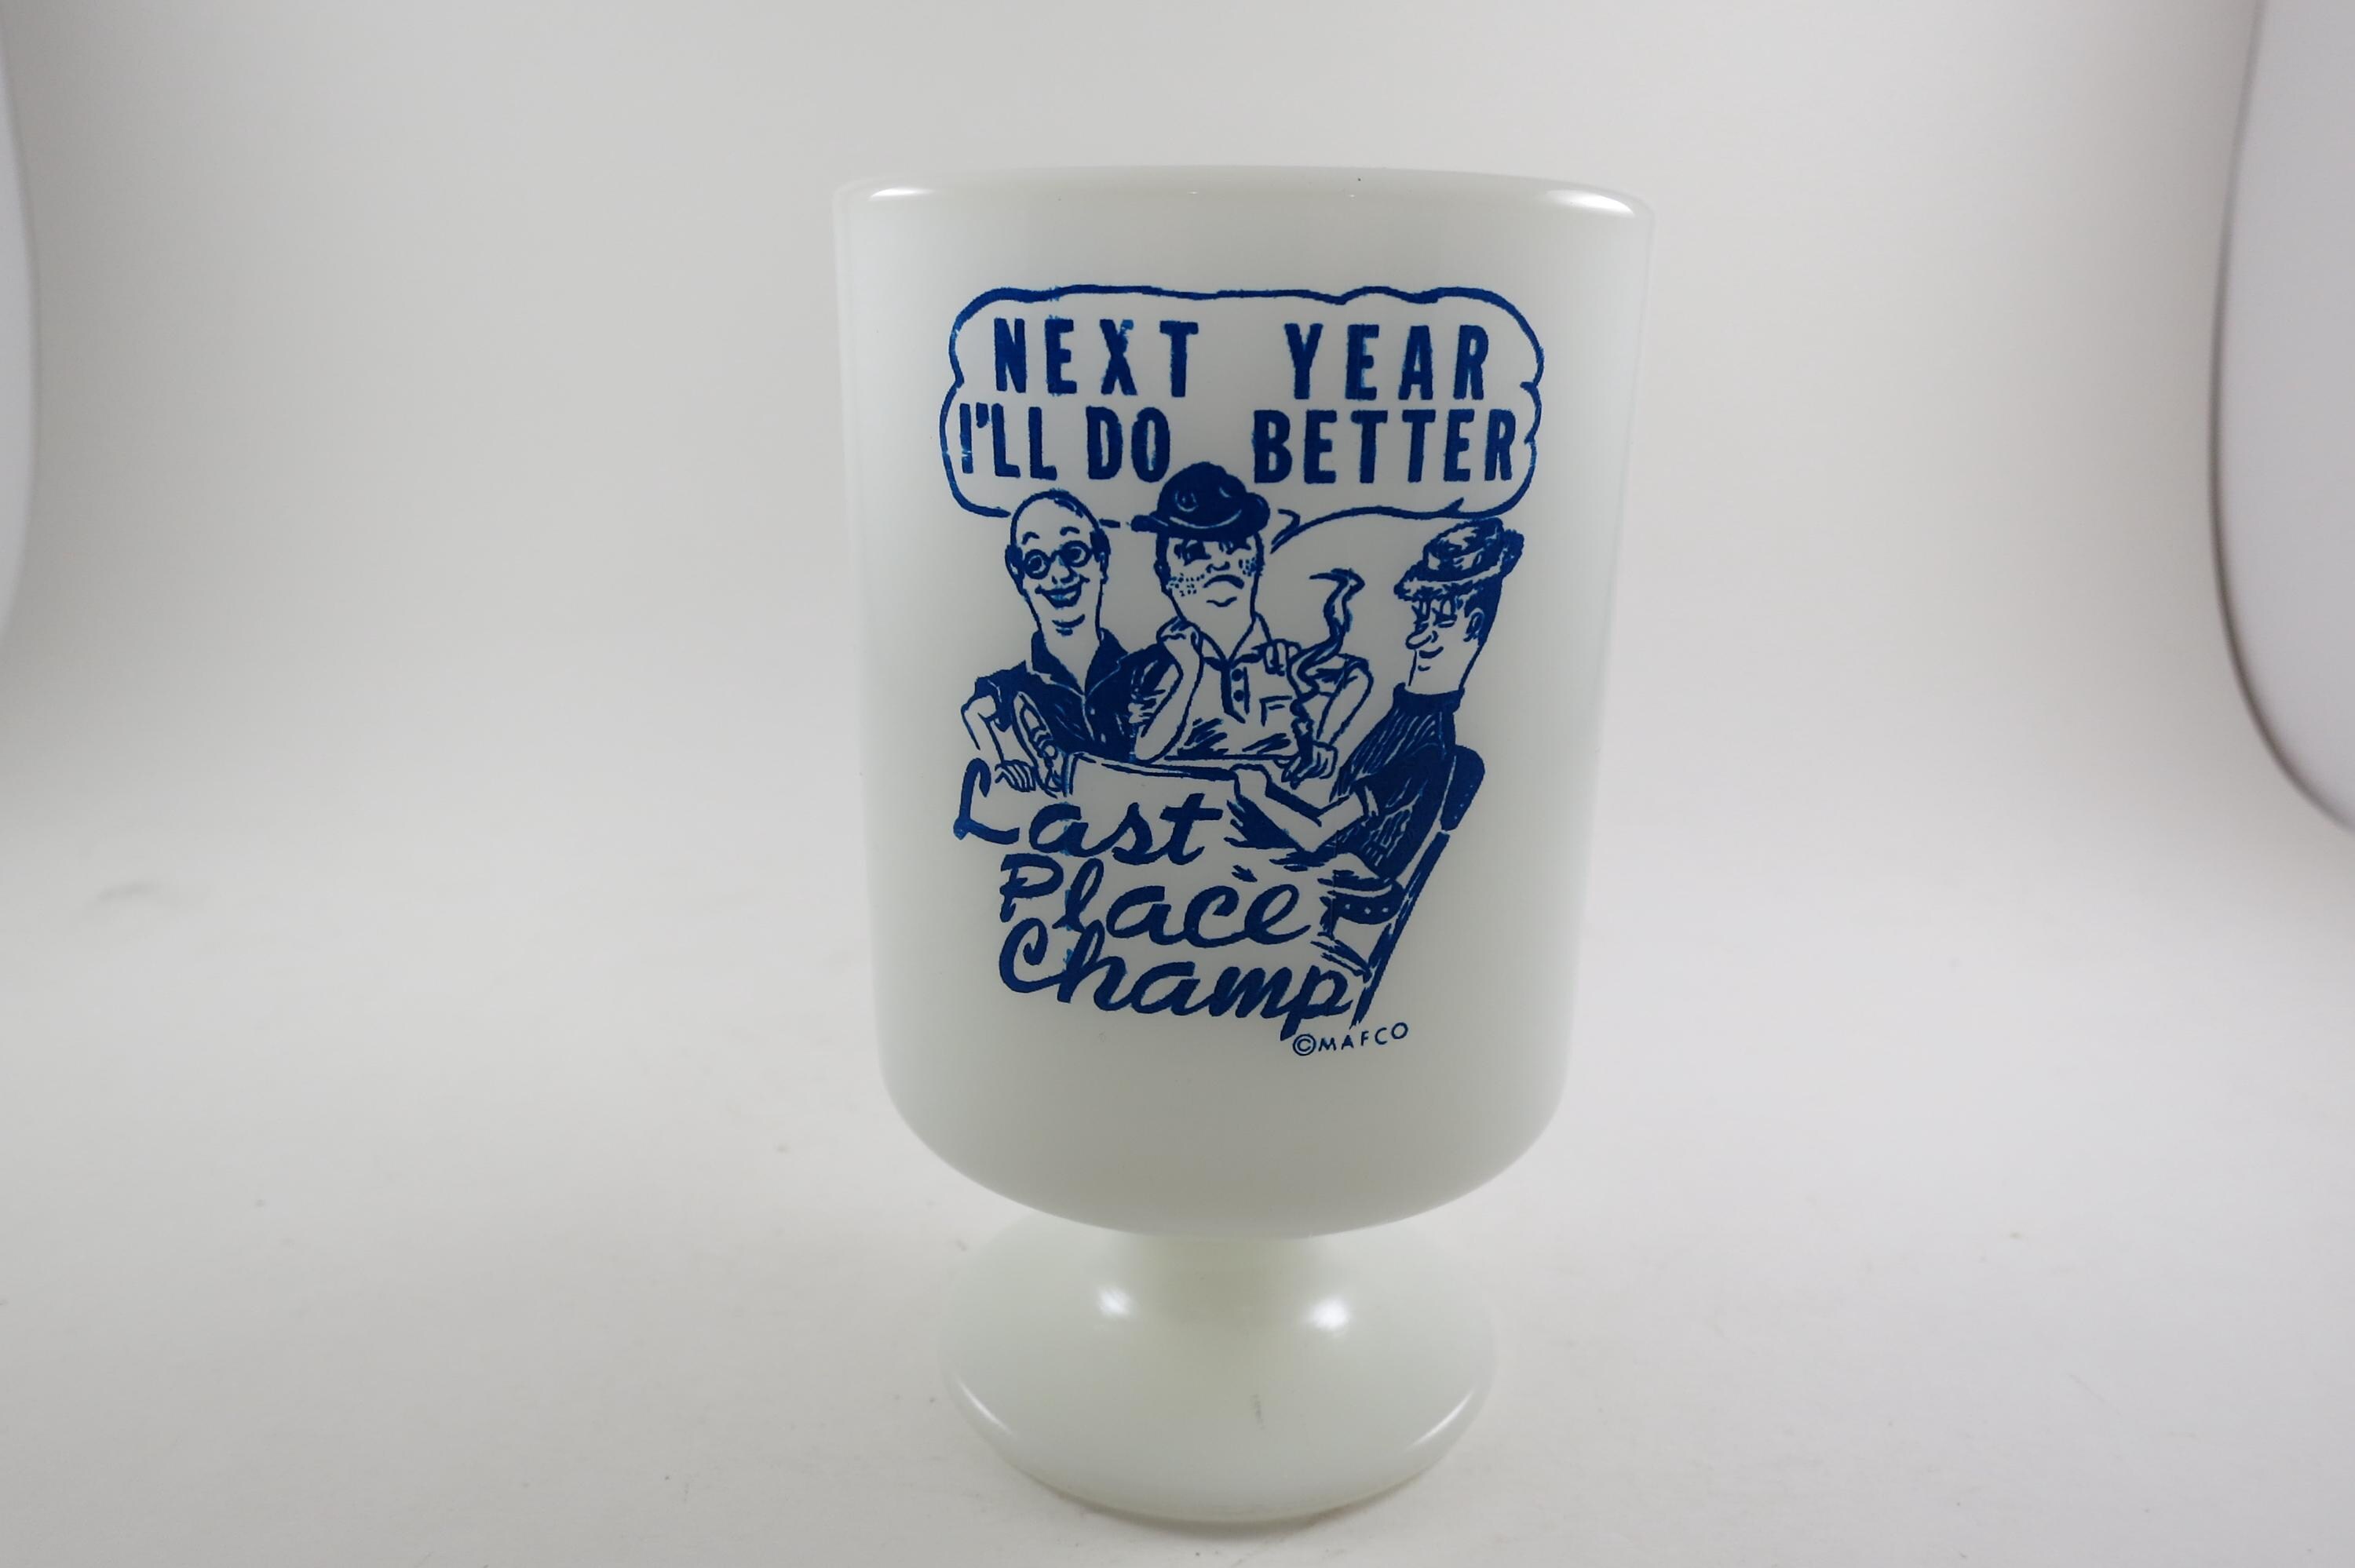 NEXT YEAR
I'LL DO BETTER
Last
Place
Champ
©MAFCO